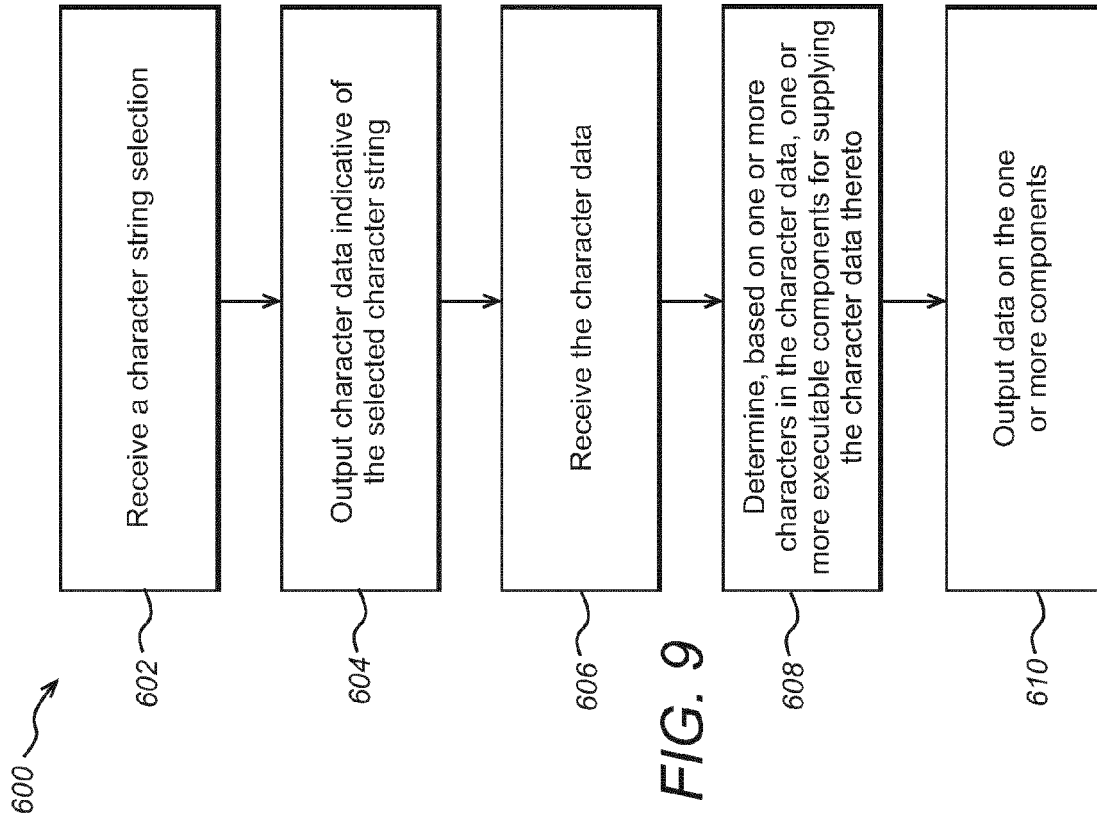 600
602
Receive a character string selection
604
Output character data indicative of
the selected character string
606
Receive the character data
608
Determine, based on one or more
characters in the character data, one or
more executable components for supplying
the character data thereto
610
Output data on the one
or more components
FIG. 9